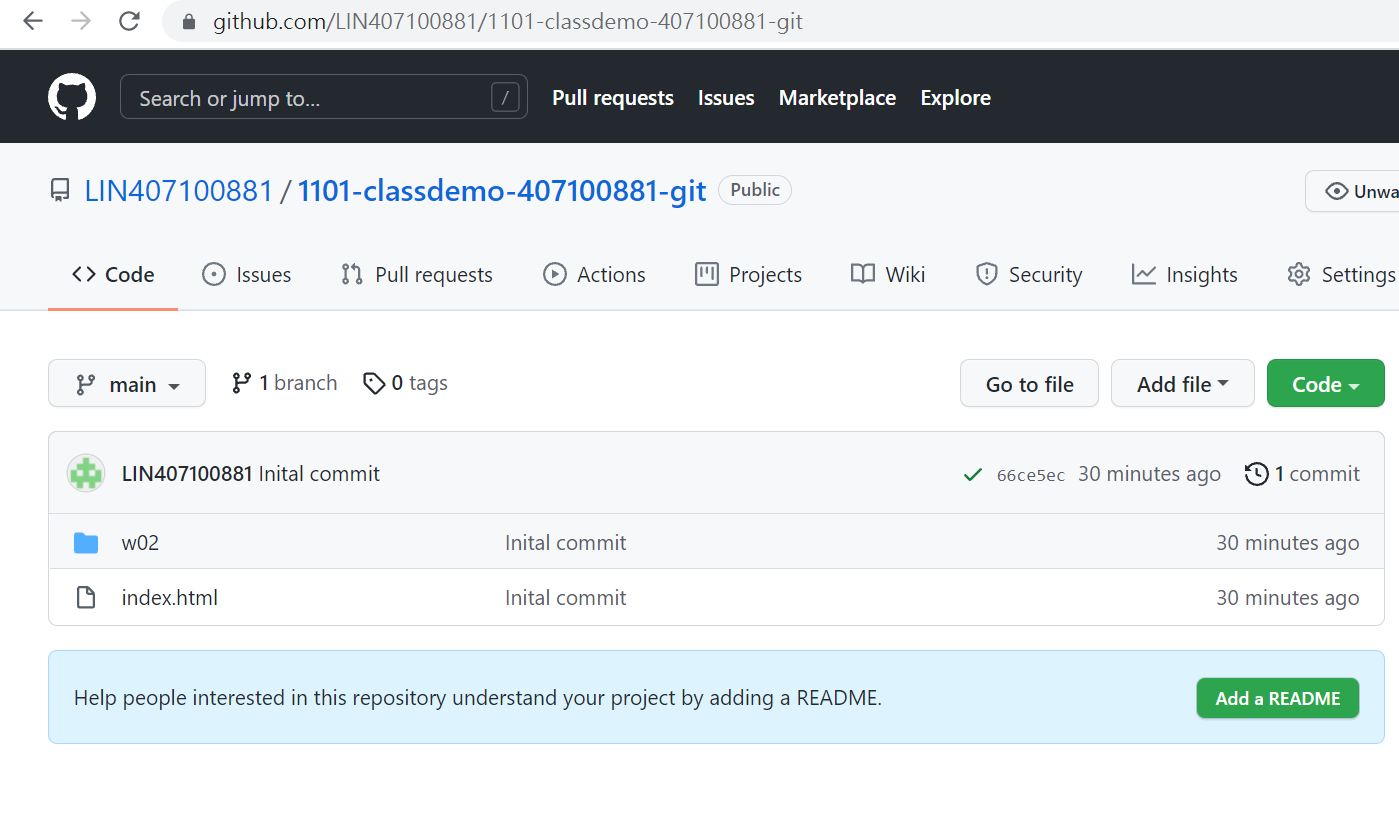 github.com/LIN407100881/1101-classdemo-407100881-git
Search or jump to... / Pull requests Issues Marketplace Explore
LIN407100881 / 1101-classdemo-407100881-git Public Unwa
Code Issues Pull requests Actions Projects Wiki Security Insights Settings
main 1 branch 0 tags Go to file Add file Code
LIN407100881 Inital commit 66ce5ec 30 minutes ago 1 commit
w02 Inital commit 30 minutes ago
index.html Inital commit 30 minutes ago
Help people interested in this repository understand your project by adding a README. Add a README